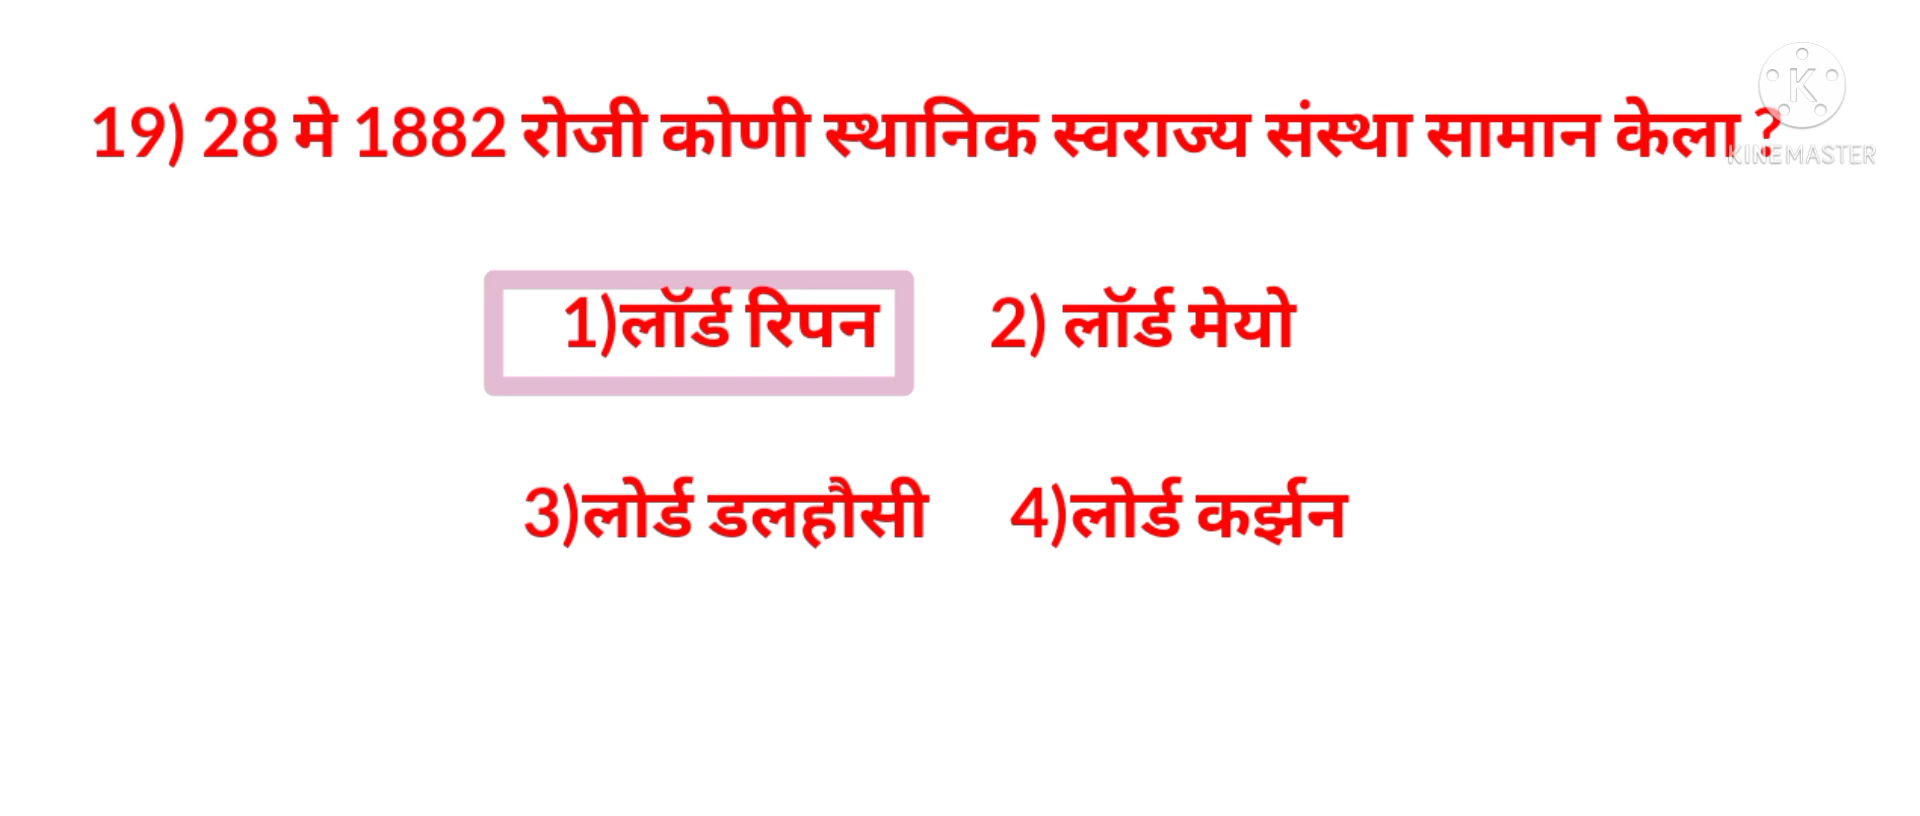 19) 28 मे 1882 रोजी कोणी स्थानिक स्वराज्य संस्था सामान केला ?
KINEMASTER
1)लॉर्ड रिपन 2) लॉर्ड मेयो
3)लोर्ड डलहौसी 4)लोर्ड कर्झन